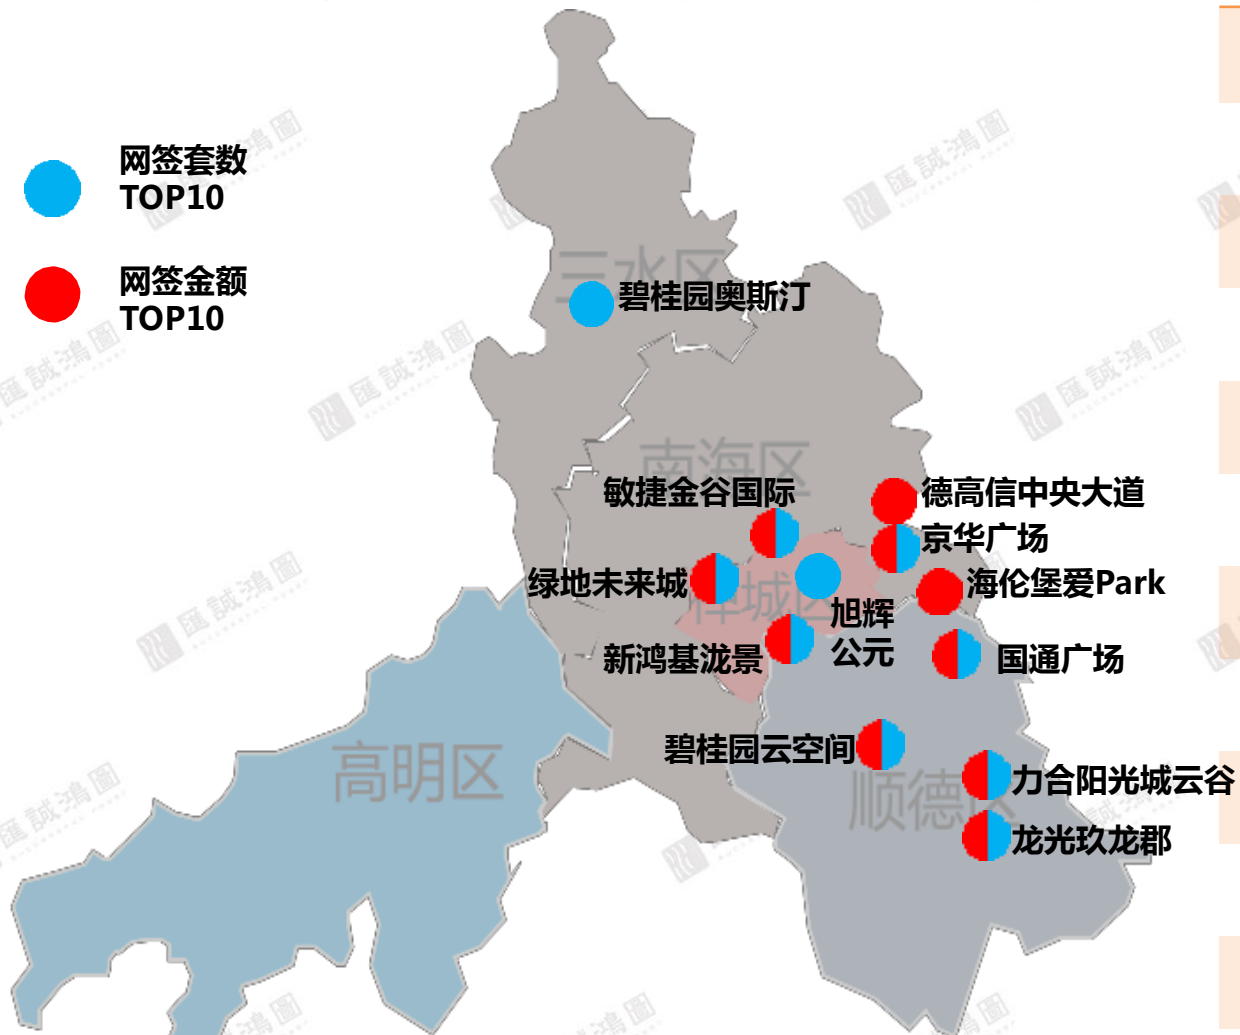 网签套数
TOP10
网签金额
TOP10
三水区
碧桂园奥斯汀
南海区
敏捷金谷国际
德高信中央大道
京华广场
绿地未来城
禅城区
海伦堡爱Park
旭辉
公元
新鸿基泷景
国通广场
碧桂园云空间
高明区
顺德区
力合阳光城云谷
龙光玖龙郡
匯誠鴻圖